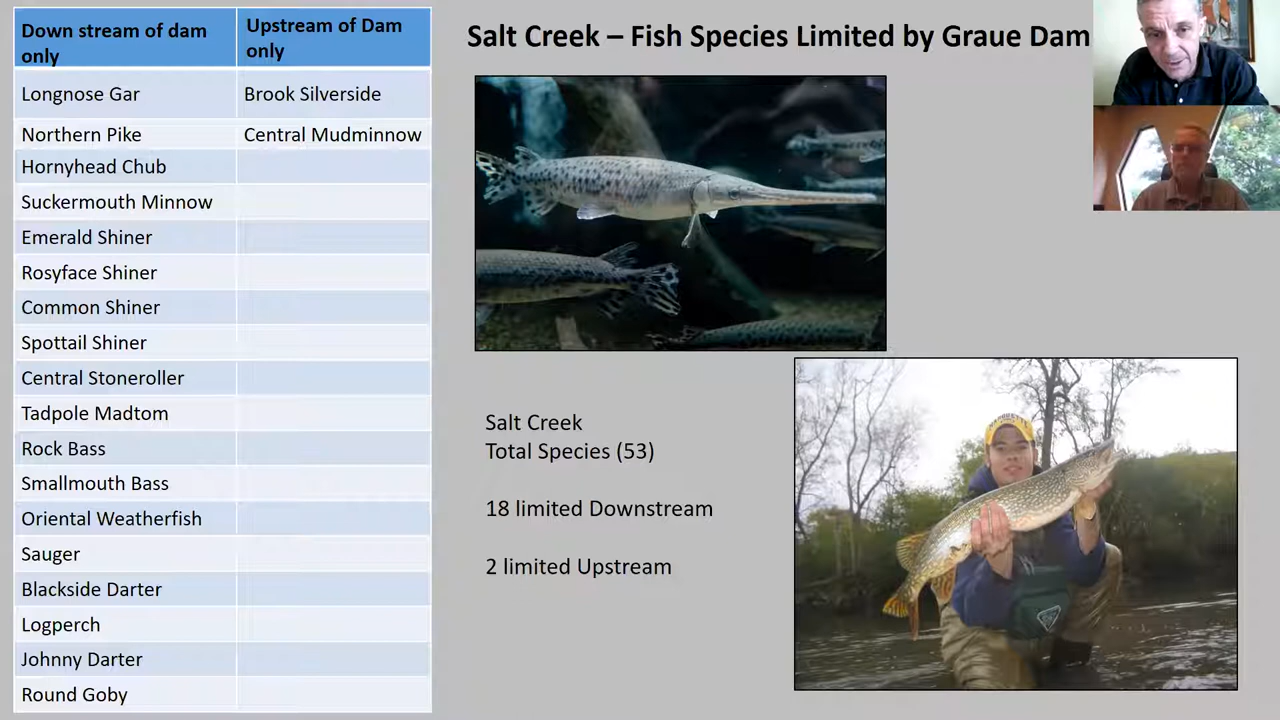 Down stream of dam
only
Upstream of Dam
only
Longnose Gar
Brook Silverside
Northern Pike
Central Mudminnow
Hornyhead Chub
Suckermouth Minnow
Emerald Shiner
Rosyface Shiner
Common Shiner
Spottail Shiner
Central Stoneroller
Tadpole Madtom
Rock Bass
Smallmouth Bass
Oriental Weatherfish
Sauger
Blackside Darter
Logperch
Johnny Darter
Round Goby
Salt Creek – Fish Species Limited by Graue Dam
Salt Creek
Total Species (53)
18 limited Downstream
2 limited Upstream